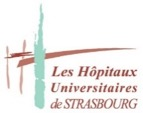 Les Hôpitaux
Universitaires
de STRASBOURG